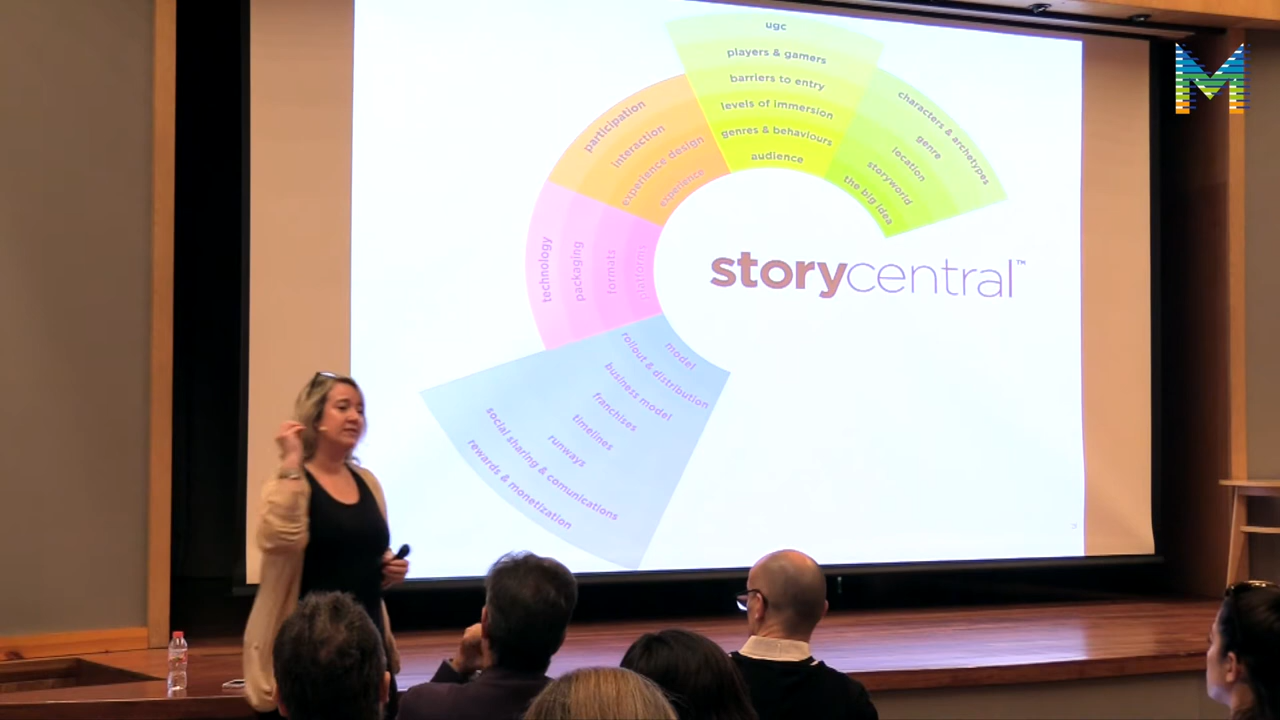 ugc
players & gamers
barriers to entry
levels of immersion
genres & behaviours
audience
characters & archetypes
genre
location
storyworld
the big idea
participation
interaction
experience design
experience
technology
packaging
formats
platforms
storycentral™
model
rollout & distribution
business model
franchises
timelines
runways
social sharing & comunications
rewards & monetization
M